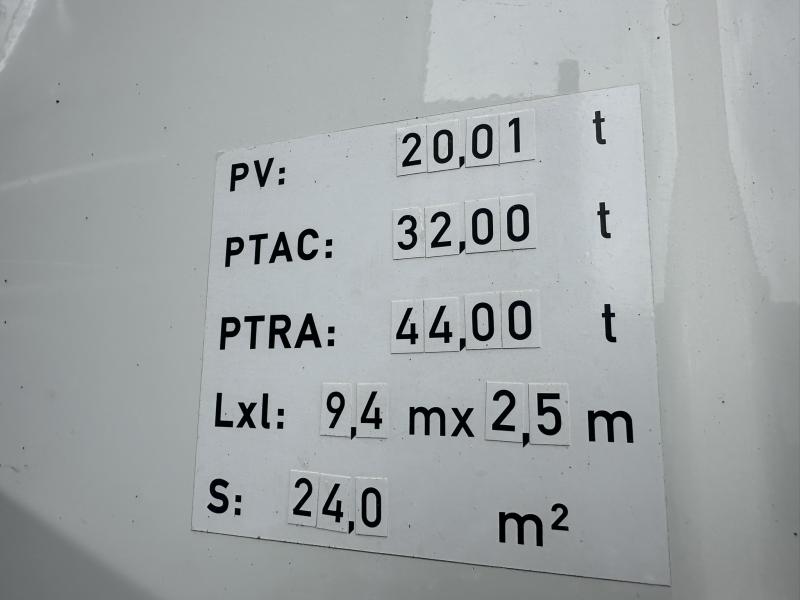 PV: 20,01 t
PTAC: 32,00 t
PTRA: 44,00 t
Lxl: 9,4 mx 2,5 m
S: 24,0 m²